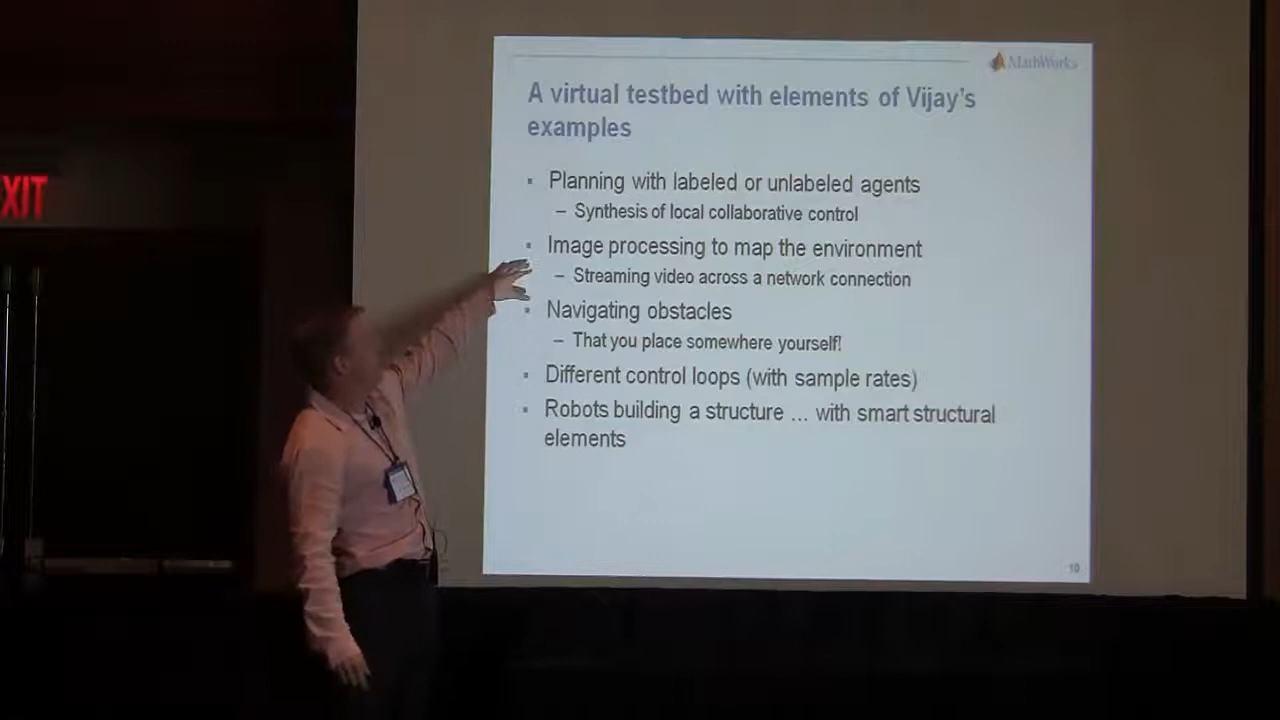 MathWorks
A virtual testbed with elements of Vijay's
examples
▪ Planning with labeled or unlabeled agents
– Synthesis of local collaborative control
▪ Image processing to map the environment
– Streaming video across a network connection
▪ Navigating obstacles
– That you place somewhere yourself!
▪ Different control loops (with sample rates)
▪ Robots building a structure ... with smart structural
elements
10
EXIT